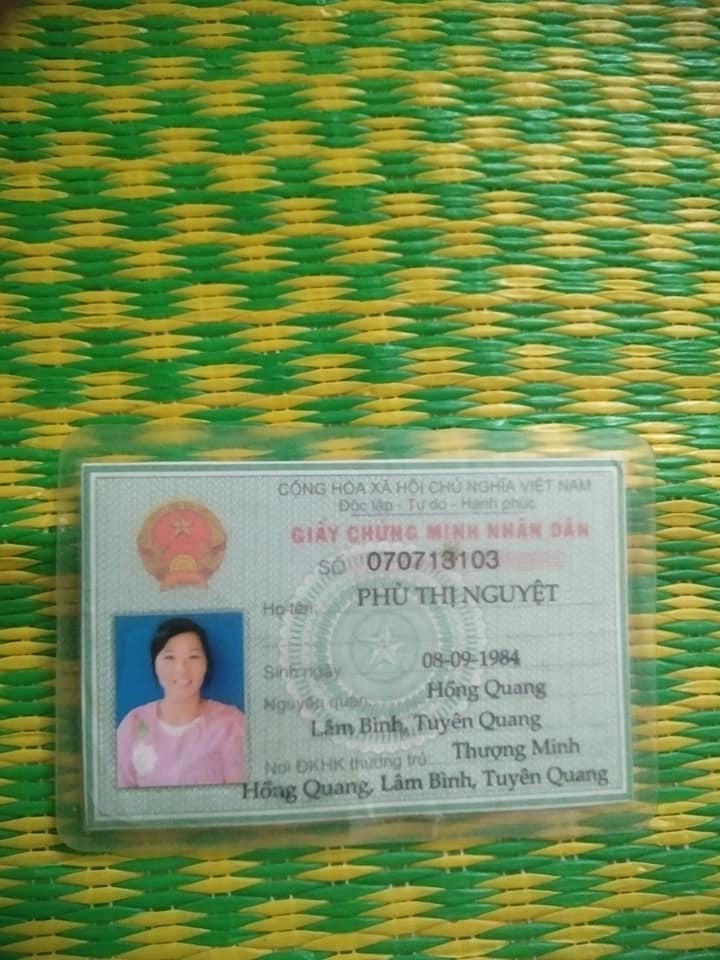 CỘNG HÒA XÃ HỘI CHỦ NGHĨA VIỆT NAM
Độc lập - Tự do - Hạnh phúc
GIẤY CHỨNG MINH NHÂN DÂN
SỐ 070713103
Họ tên: PHÙ THỊ NGUYỆT
Sinh ngày 08-09-1984
Nguyên quán: Hồng Quang
Lâm Bình, Tuyên Quang
Nơi ĐKHK thường trú: Thượng Minh
Hồng Quang, Lâm Bình, Tuyên Quang